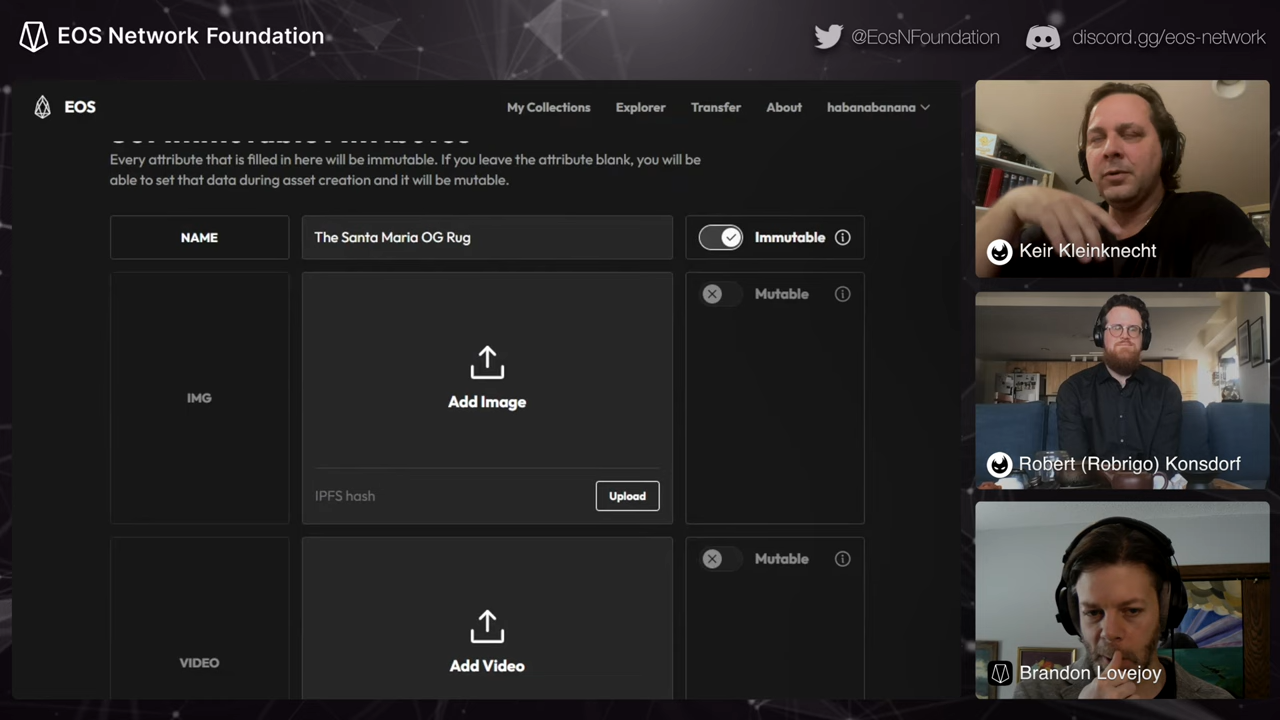 EOS Network Foundation
@EosNFoundation
discord.gg/eos-network
EOS
My Collections
Explorer
Transfer
About
habanabanana
Every attribute that is filled in here will be immutable. If you leave the attribute blank, you will be
able to set that data during asset creation and it will be mutable.
NAME
The Santa Maria OG Rug
Immutable
IMG
Add Image
IPFS hash
Upload
Mutable
VIDEO
Add Video
Mutable
Keir Kleinknecht
Robert (Robrigo) Konsdorf
Brandon Lovejoy